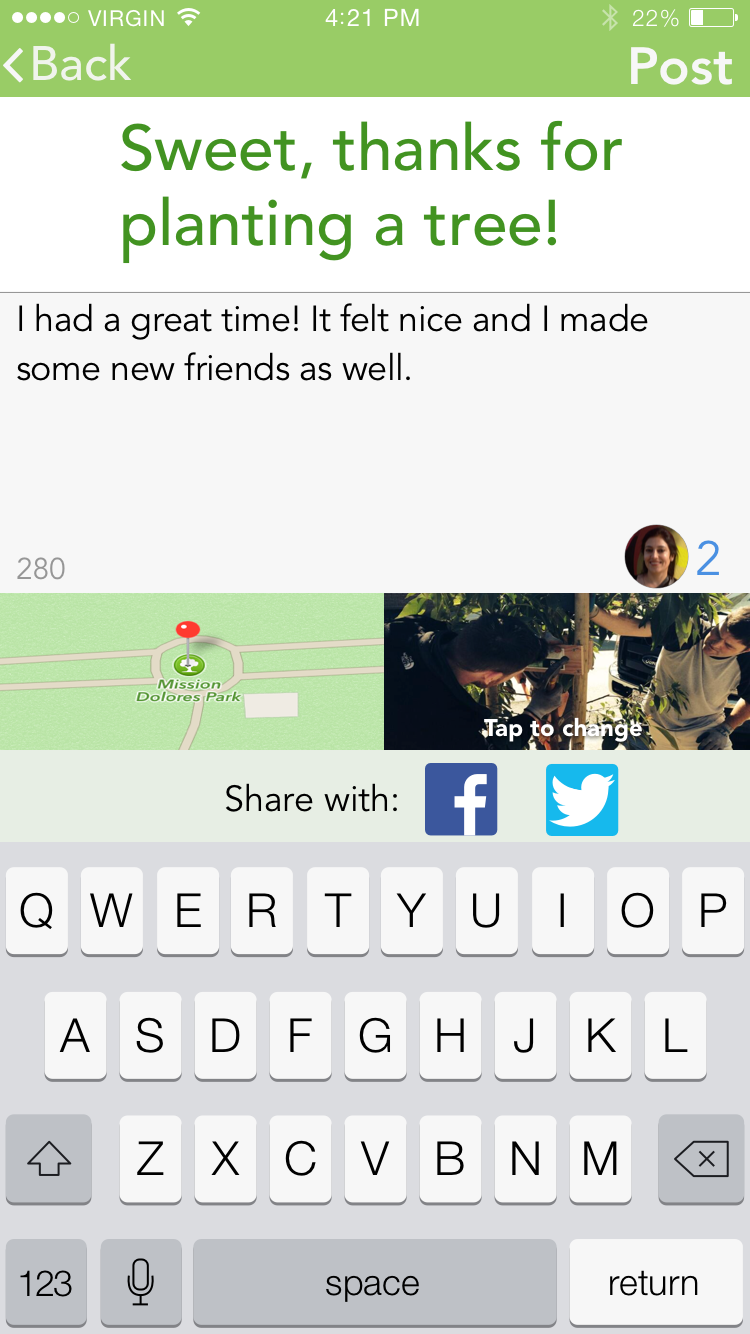 VIRGIN 4:21 PM 22%
Back Post
Sweet, thanks for
planting a tree!
I had a great time! It felt nice and I made
some new friends as well.
280 2
Mission
Dolores Park
Tap to change
Share with: f
Q W E R T Y U I O P
A S D F G H J K L
Z X C V B N M
123 space return